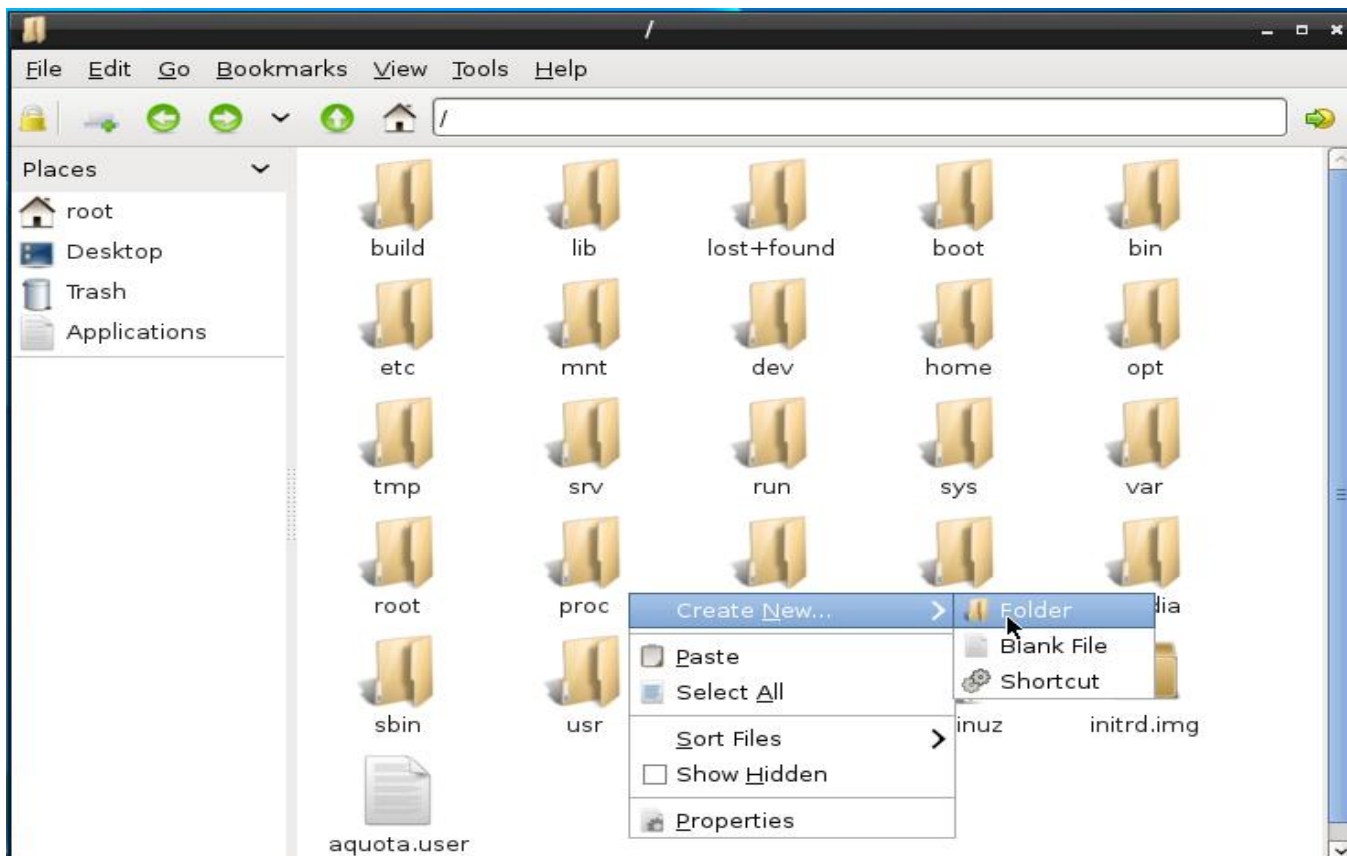 /
File Edit Go Bookmarks View Tools Help
/
Places
root
Desktop
Trash
Applications
build lib lost+found boot bin
etc mnt dev home opt
tmp srv run sys var
root proc dia
Create New...
Folder
Blank File
Shortcut
Paste
Select All
Sort Files
Show Hidden
Properties
sbin usr inuz initrd.img
aquota.user